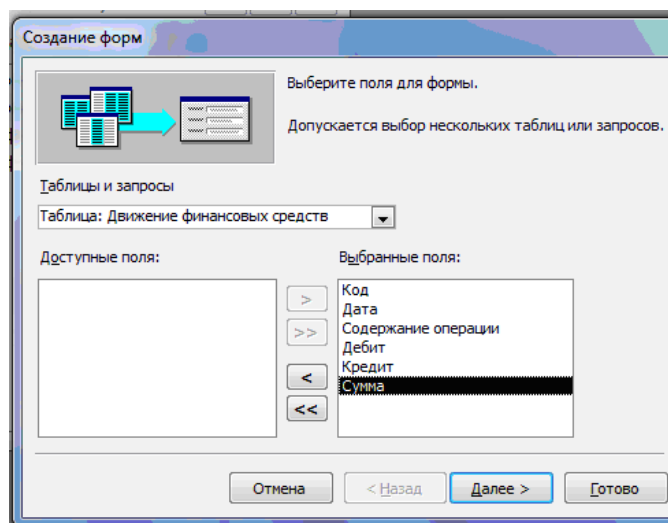 Создание форм
Выберите поля для формы.
Допускается выбор нескольких таблиц или запросов.
Таблицы и запросы
Таблица: Движение финансовых средств
Доступные поля:
Выбранные поля:
>
>>
<
<<
Код
Дата
Содержание операции
Дебит
Кредит
Сумма
Отмена
< Назад
Далее >
Готово